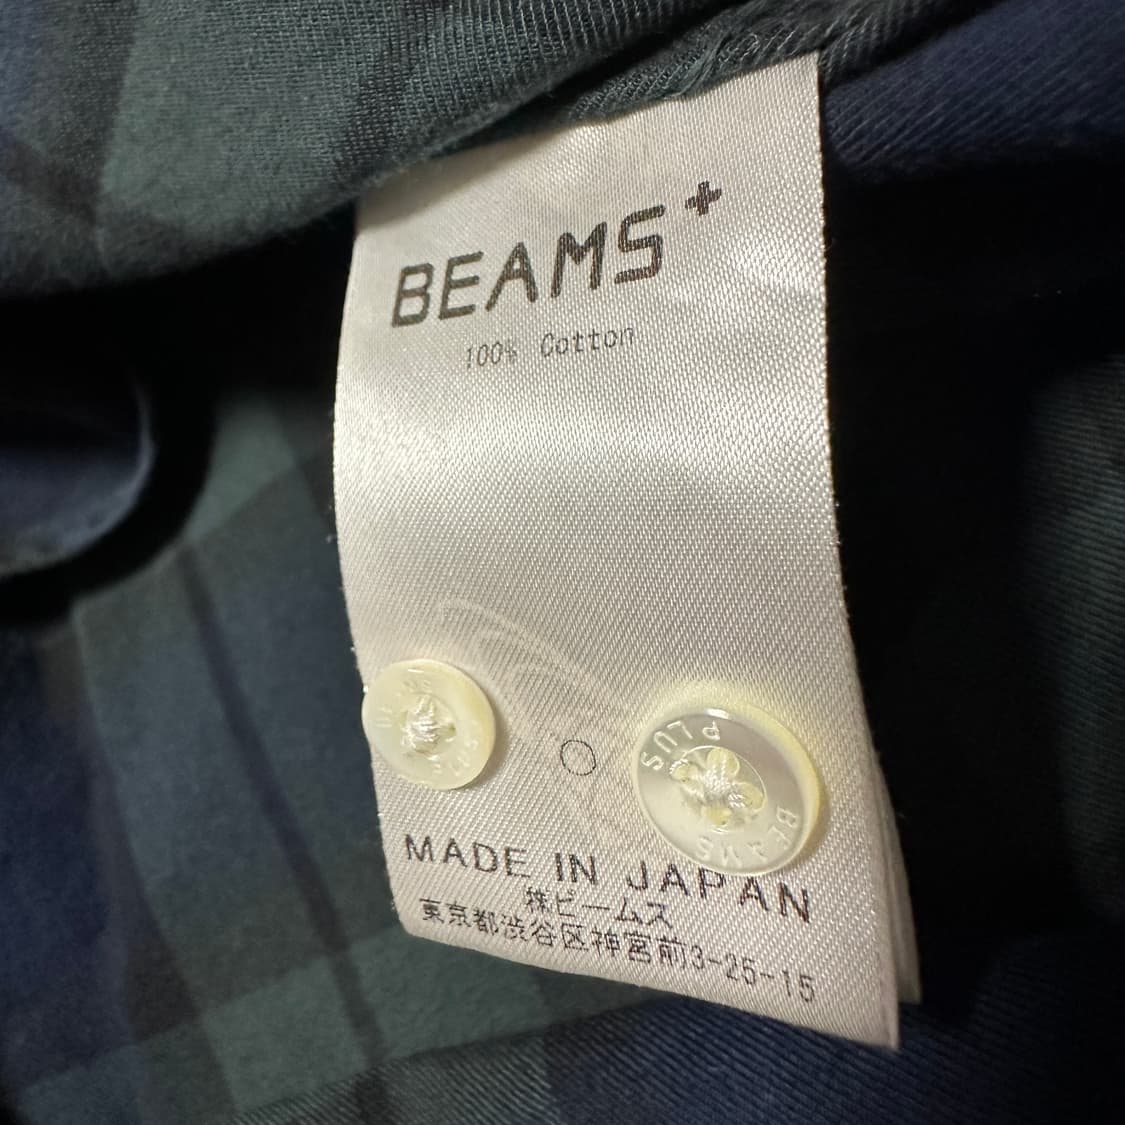 BEAMS+
100% Cotton
PLUS
PLUS BEAMS
MADE IN JAPAN
株ビームス
東京都渋谷区神宮前3-25-15